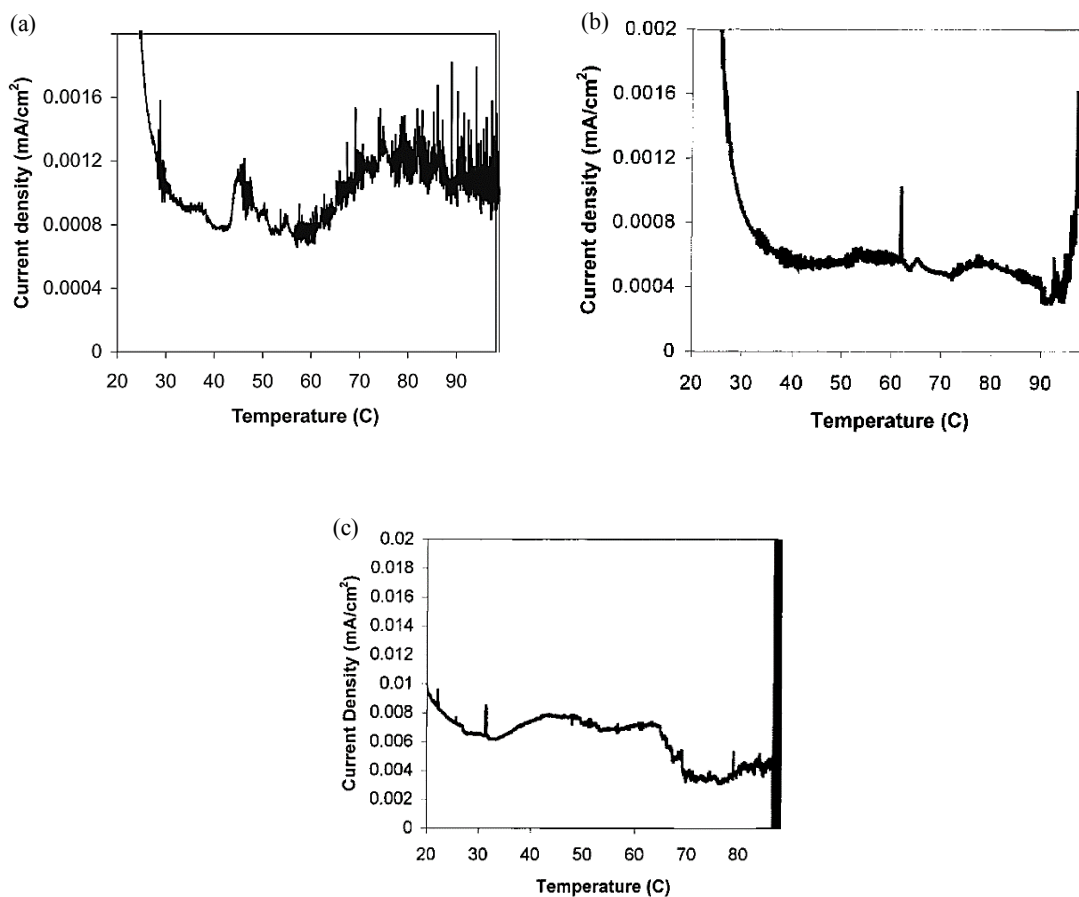 (a)
Current density (mA/cm²)
0.0016
0.0012
0.0008
0.0004
0
20 30 40 50 60 70 80 90
Temperature (C)
(b)
Current density (mA/cm²)
0.002
0.0016
0.0012
0.0008
0.0004
0
20 30 40 50 60 70 80 90
Temperature (C)
(c)
Current Density (mA/cm²)
0.02
0.018
0.016
0.014
0.012
0.01
0.008
0.006
0.004
0.002
0
20 30 40 50 60 70 80
Temperature (C)